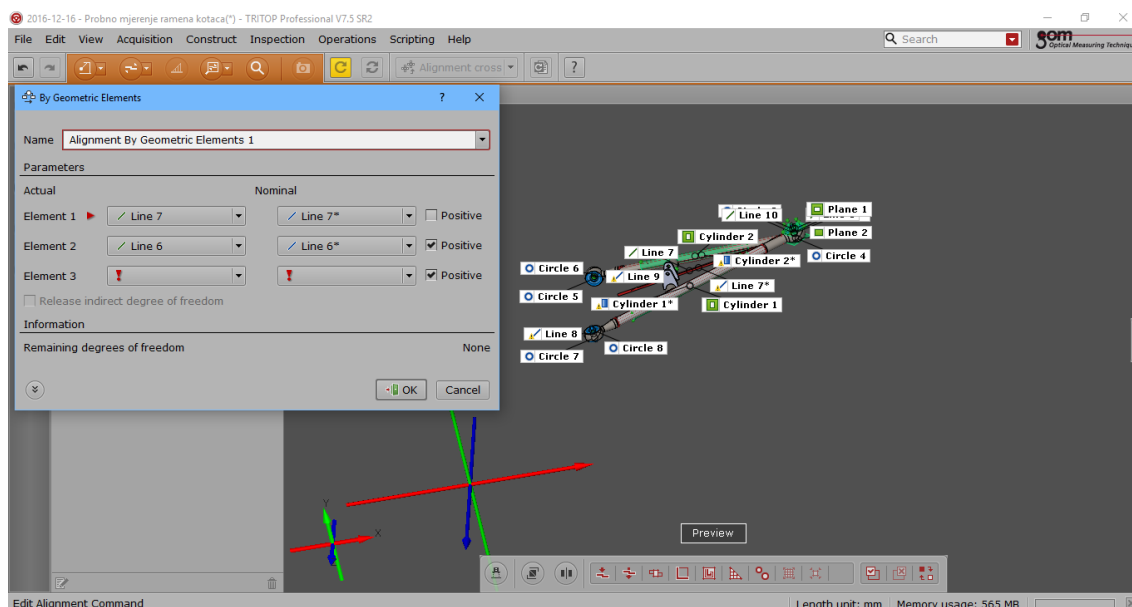 2016-12-16 - Probno mjerenje ramena kotaca(*) - TRITOP Professional V7.5 SR2
File Edit View Acquisition Construct Inspection Operations Scripting Help
Search
gom
Optical Measuring
Alignment cross
?
By Geometric Elements ?
Name Alignment By Geometric Elements 1
Parameters
Actual Nominal
Element 1 Line 7 Line 7* Positive
Element 2 Line 6 Line 6* Positive
Element 3 ! ! Positive
Release indirect degree of freedom
Information
Remaining degrees of freedom None
OK Cancel
Line 10
Plane 1
Plane 2
Cylinder 2
Line 7
Cylinder 2*
Circle 4
Circle 6
Line 9
Line 7*
Circle 5
Cylinder 1*
Cylinder 1
Line 8
Circle 8
Circle 7
Y
X
Preview
Edit Alignment Command
Length unit: mm Memory usage: 565 MB